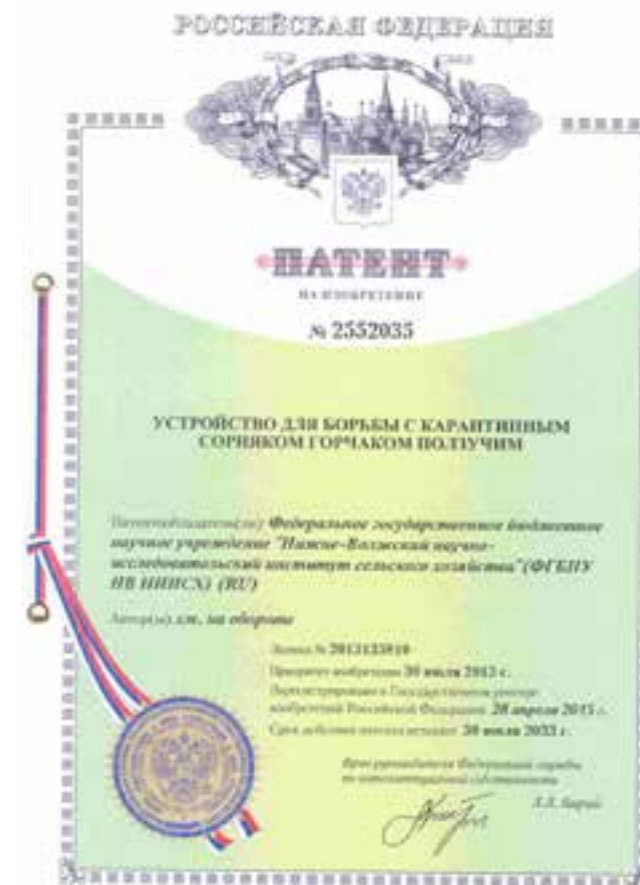 РОССИЙСКАЯ ФЕДЕРАЦИЯ
ПАТЕНТ
НА ИЗОБРЕТЕНИЕ
№ 2552035
УСТРОЙСТВО ДЛЯ БОРЬБЫ С КАРАНТИННЫМ
СОРНЯКОМ ГОРЧАКОМ ПОЛЗУЧИМ
Патентообладатель(ли): Федеральное государственное бюджетное
научное учреждение "Нижне-Волжский научно-
исследовательский институт сельского хозяйства" (ФГБНУ
НВ НИИСХ) (RU)
Автор(ы): см. на обороте
Заявка №
Приоритет изобретения 30 июля 2013 г.
Зарегистрировано в Государственном реестре
изобретений Российской Федерации 28 апреля 2015 г.
Срок действия патента истекает 30 июля 2033 г.
Врио руководителя Федеральной службы
по интеллектуальной собственности
Л.Л. Кирий